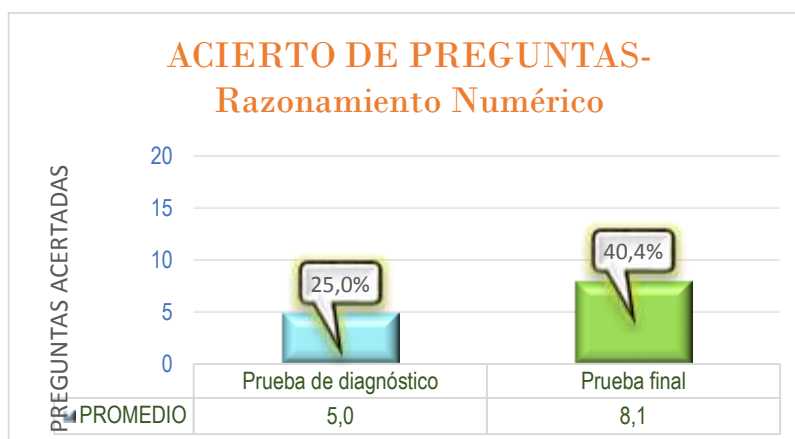 ACIERTO DE PREGUNTAS-
Razonamiento Numérico
PREGUNTAS ACERTADAS
20
15
10
5
0
25,0%
40,4%
Prueba de diagnóstico Prueba final
PROMEDIO 5,0 8,1